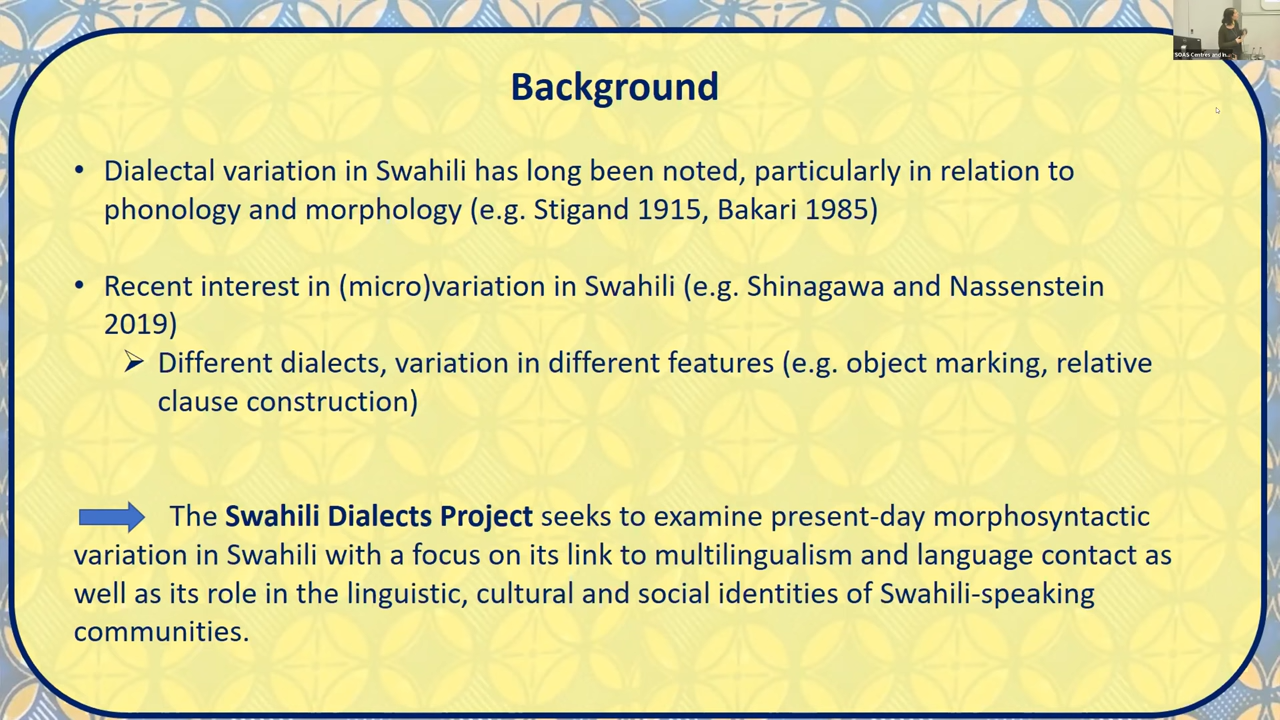 Background
• Dialectal variation in Swahili has long been noted, particularly in relation to
phonology and morphology (e.g. Stigand 1915, Bakari 1985)
• Recent interest in (micro)variation in Swahili (e.g. Shinagawa and Nassenstein
2019)
➢ Different dialects, variation in different features (e.g. object marking, relative
clause construction)
The Swahili Dialects Project seeks to examine present-day morphosyntactic
variation in Swahili with a focus on its link to multilingualism and language contact as
well as its role in the linguistic, cultural and social identities of Swahili-speaking
communities.
SOAS Centres and